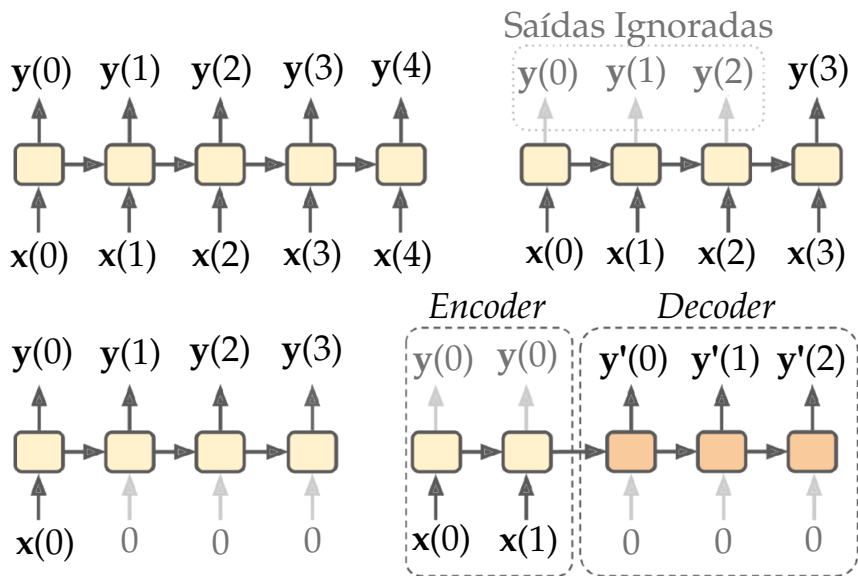 Saídas Ignoradas
y(0) y(1) y(2) y(3) y(4)
y(0) y(1) y(2) y(3)
x(0) x(1) x(2) x(3) x(4)
x(0) x(1) x(2) x(3)
Encoder Decoder
y(0) y(1) y(2) y(3)
y(0) y(0) y'(0) y'(1) y'(2)
x(0) 0 0 0
x(0) x(1) 0 0 0